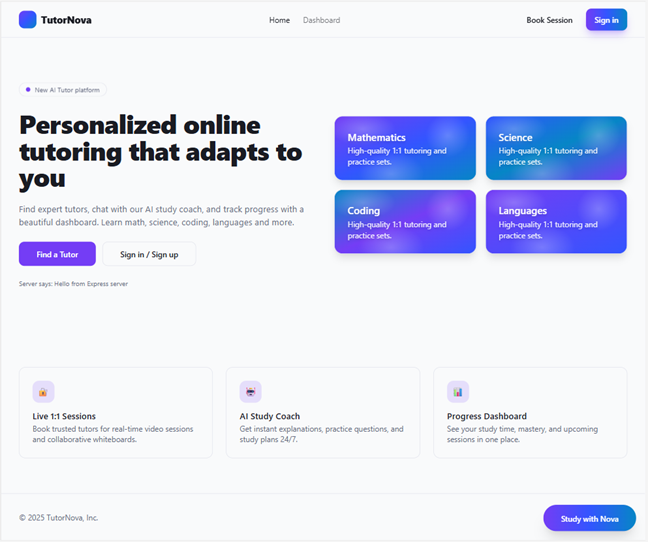 TutorNova
Home
Dashboard
Book Session
Sign in
New AI Tutor platform
Personalized online
tutoring that adapts to
you
Find expert tutors, chat with our AI study coach, and track progress with a
beautiful dashboard. Learn math, science, coding, languages and more.
Find a Tutor
Sign in / Sign up
Server says: Hello from Express server
Mathematics
High-quality 1:1 tutoring and
practice sets.
Science
High-quality 1:1 tutoring and
practice sets.
Coding
High-quality 1:1 tutoring and
practice sets.
Languages
High-quality 1:1 tutoring and
practice sets.
Live 1:1 Sessions
Book trusted tutors for real-time video sessions
and collaborative whiteboards.
AI Study Coach
Get instant explanations, practice questions, and
study plans 24/7.
Progress Dashboard
See your study time, mastery, and upcoming
sessions in one place.
© 2025 TutorNova, Inc.
Study with Nova